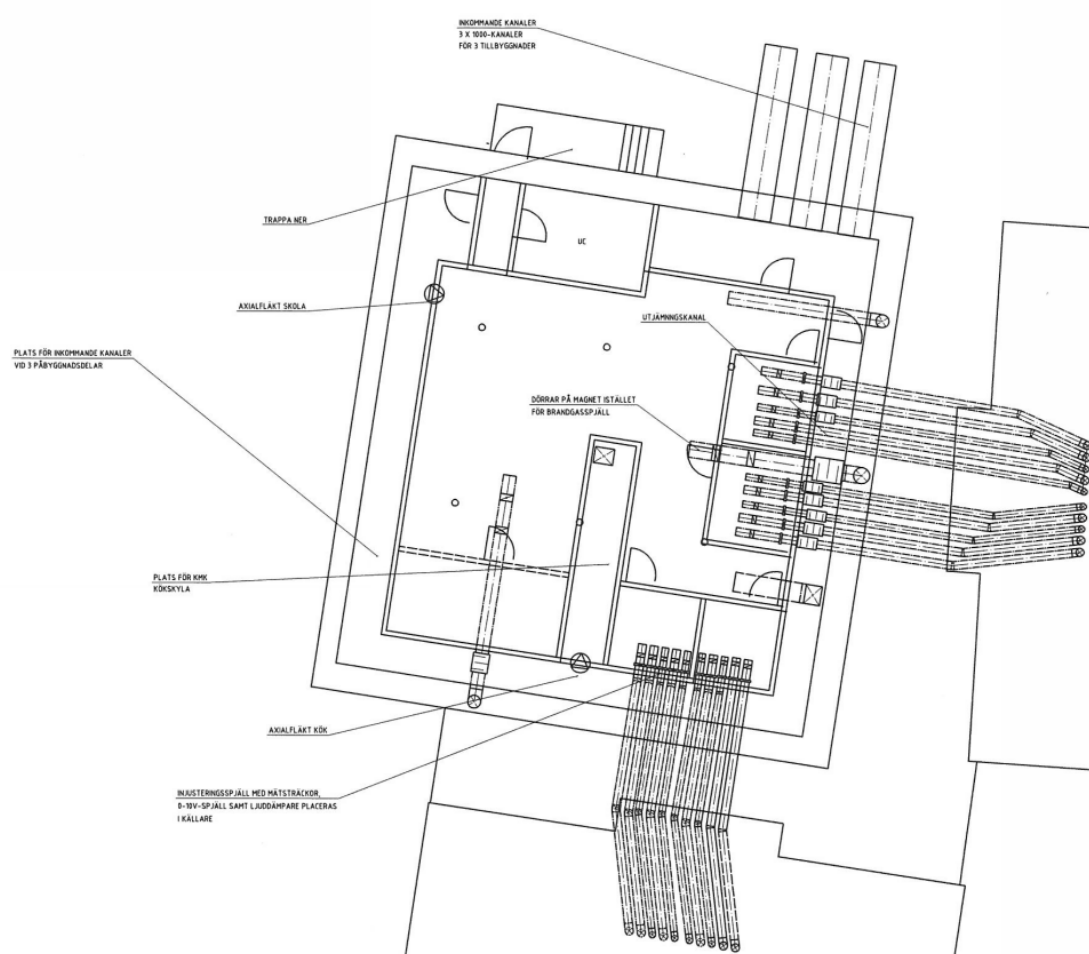 INKOMMANDE KANALER
3 X 1000-KANALER
FÖR 3 TILLBYGGNADER
TRAPPA NER
UC
AXIALFLÄKT SKOLA
UTJÄMNNGSKANAL
PLATS FÖR INKOMMANDE KANALER
VID 3 PÅBYGGNADSDELAR
DÖRRAR PÅ MAGNET ISTÄLLET
FÖR BRANDGASSPJÄLL
PLATS FÖR KMK
KÖKSKYLA
AXIALFLÄKT KÖK
INJUSTERINGSSPJÄLL MED MÄTSTRÄCKOR,
0-10V-SPJÄLL SAMT LJUDDÄMPARE PLACERAS
I KÄLLARE